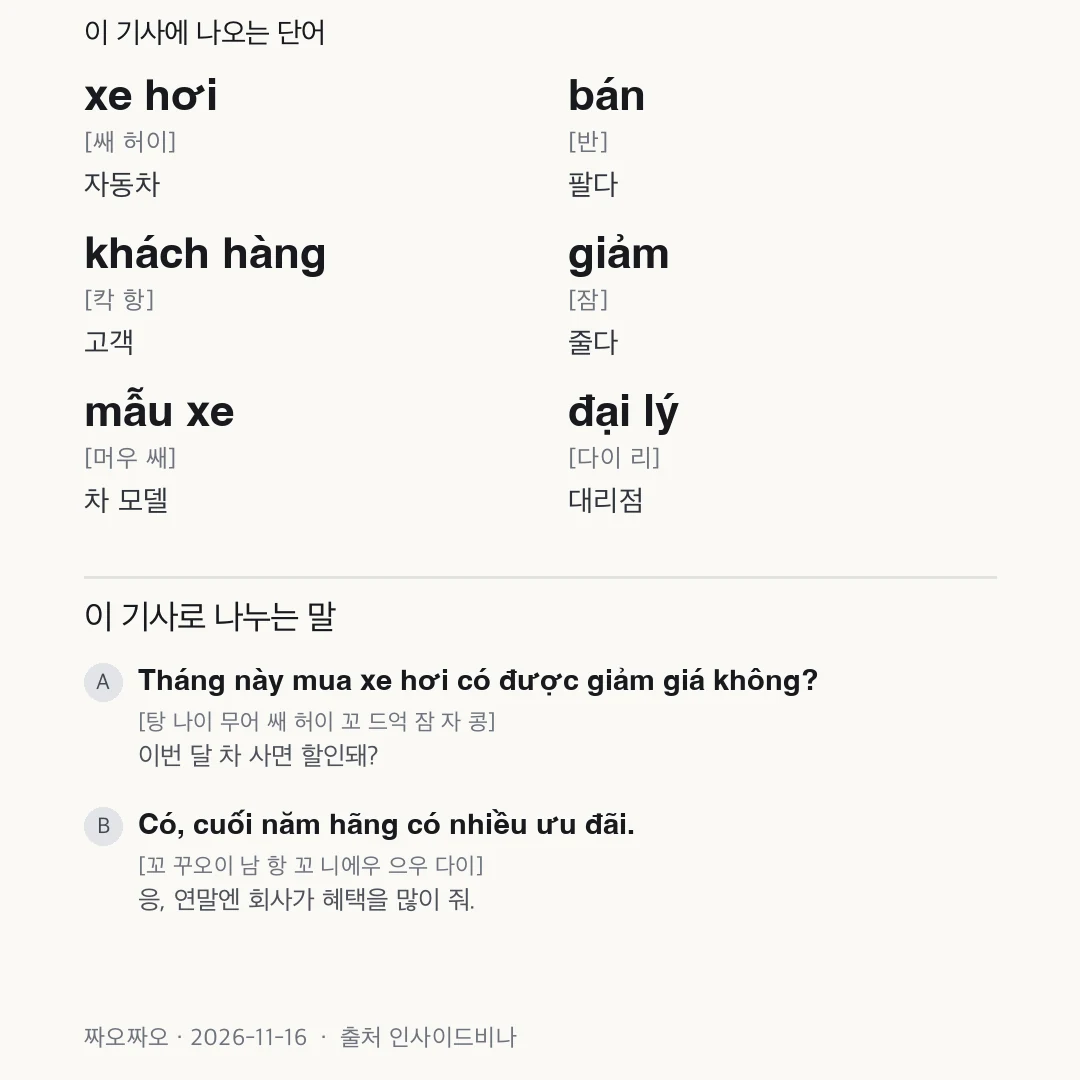 이 기사에 나오는 단어
xe hơi
[쌔 허이]
자동차
bán
[반]
팔다
khách hàng
[칵 항]
고객
giảm
[잠]
줄다
mẫu xe
[머우 쌔]
차 모델
đại lý
[다이 리]
대리점
이 기사로 나누는 말
A Tháng này mua xe hơi có được giảm giá không?
[탕 나이 무어 쌔 허이 꼬 드억 잠 자 콩]
이번 달 차 사면 할인돼?
B Có, cuối năm hãng có nhiều ưu đãi.
[꼬 꾸오이 남 항 꼬 니에우 으우 다이]
응, 연말엔 회사가 혜택을 많이 줘.
짜오짜오 · 2026-11-16 · 출처 인사이드비나